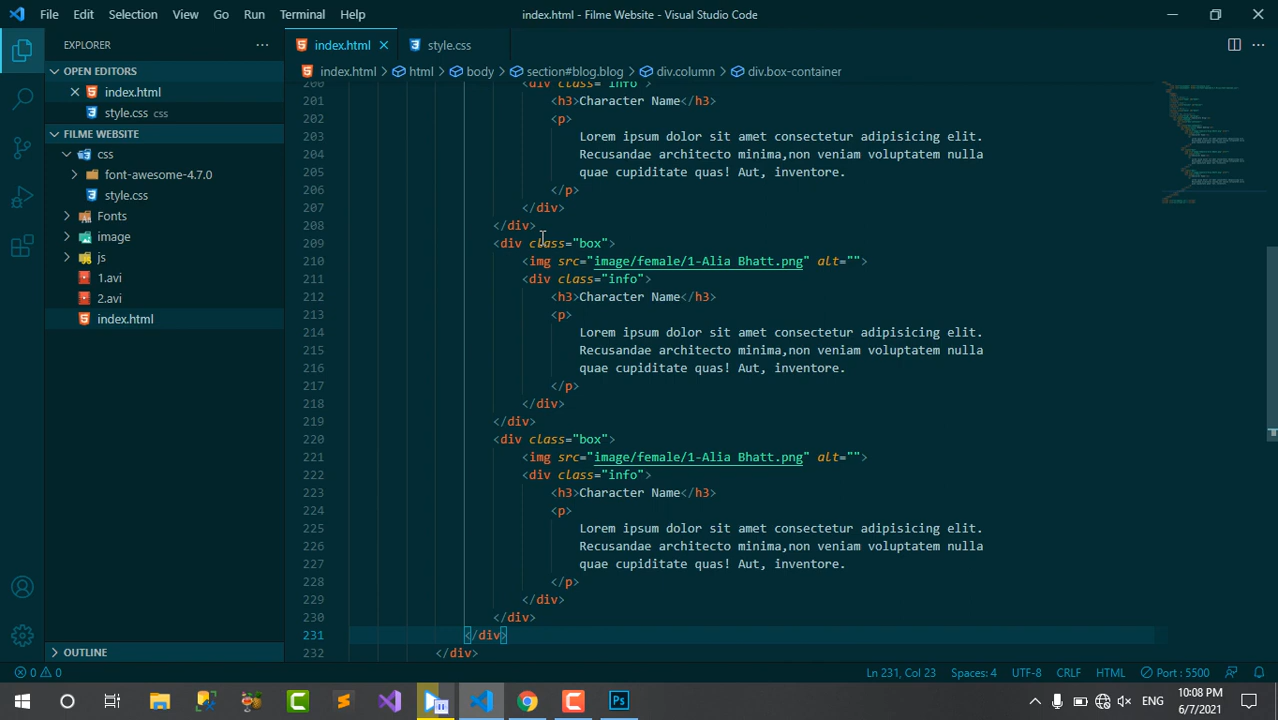 File Edit Selection View Go Run Terminal Help index.html - Filme Website - Visual Studio Code
EXPLORER
OPEN EDITORS
index.html
style.css css
FILME WEBSITE
css
font-awesome-4.7.0
style.css
Fonts
image
js
1.avi
2.avi
index.html
OUTLINE
index.html style.css
index.html > html > body > section#blog.blog > div.column > div.box-container
200 <div class="info">
201 <h3>Character Name</h3>
202 <p>
203 Lorem ipsum dolor sit amet consectetur adipisicing elit.
204 Recusandae architecto minima,non veniam voluptatem nulla
205 quae cupiditate quas! Aut, inventore.
206 </p>
207 </div>
208 </div>
209 <div class="box">
210 <img src="image/female/1-Alia Bhatt.png" alt="">
211 <div class="info">
212 <h3>Character Name</h3>
213 <p>
214 Lorem ipsum dolor sit amet consectetur adipisicing elit.
215 Recusandae architecto minima,non veniam voluptatem nulla
216 quae cupiditate quas! Aut, inventore.
217 </p>
218 </div>
219 </div>
220 <div class="box">
221 <img src="image/female/1-Alia Bhatt.png" alt="">
222 <div class="info">
223 <h3>Character Name</h3>
224 <p>
225 Lorem ipsum dolor sit amet consectetur adipisicing elit.
226 Recusandae architecto minima,non veniam voluptatem nulla
227 quae cupiditate quas! Aut, inventore.
228 </p>
229 </div>
230 </div>
231 </div>
232 </div>
0 0 Ln 231, Col 23 Spaces: 4 UTF-8 CRLF HTML Port : 5500
ENG 10:08 PM
6/7/2021